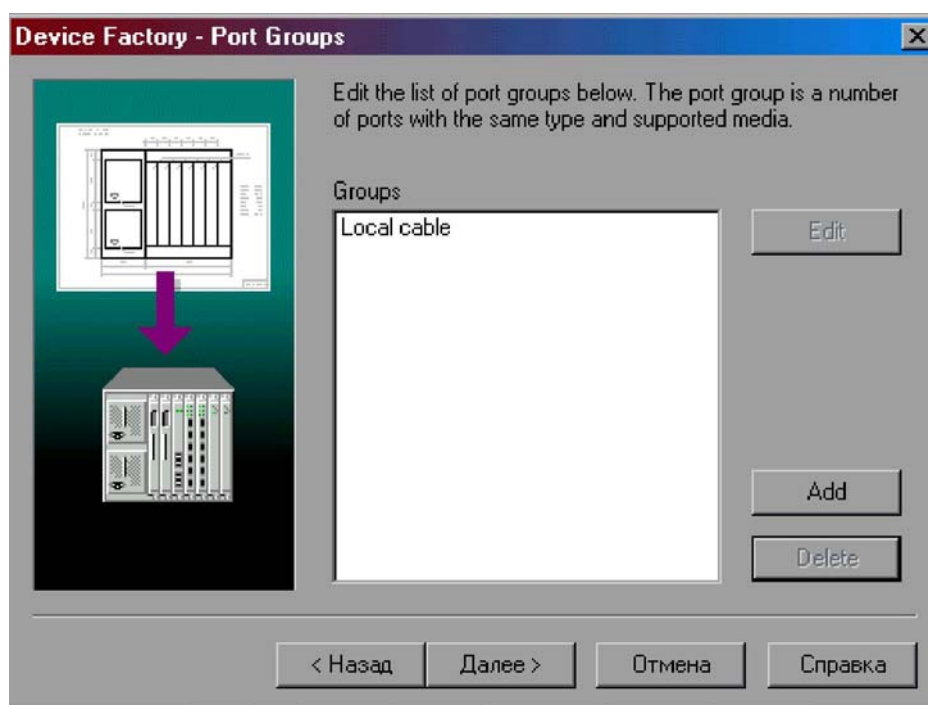 Device Factory - Port Groups
Edit the list of port groups below. The port group is a number
of ports with the same type and supported media.
Groups
Local cable
Edit
Add
Delete
< Назад
Далее >
Отмена
Справка